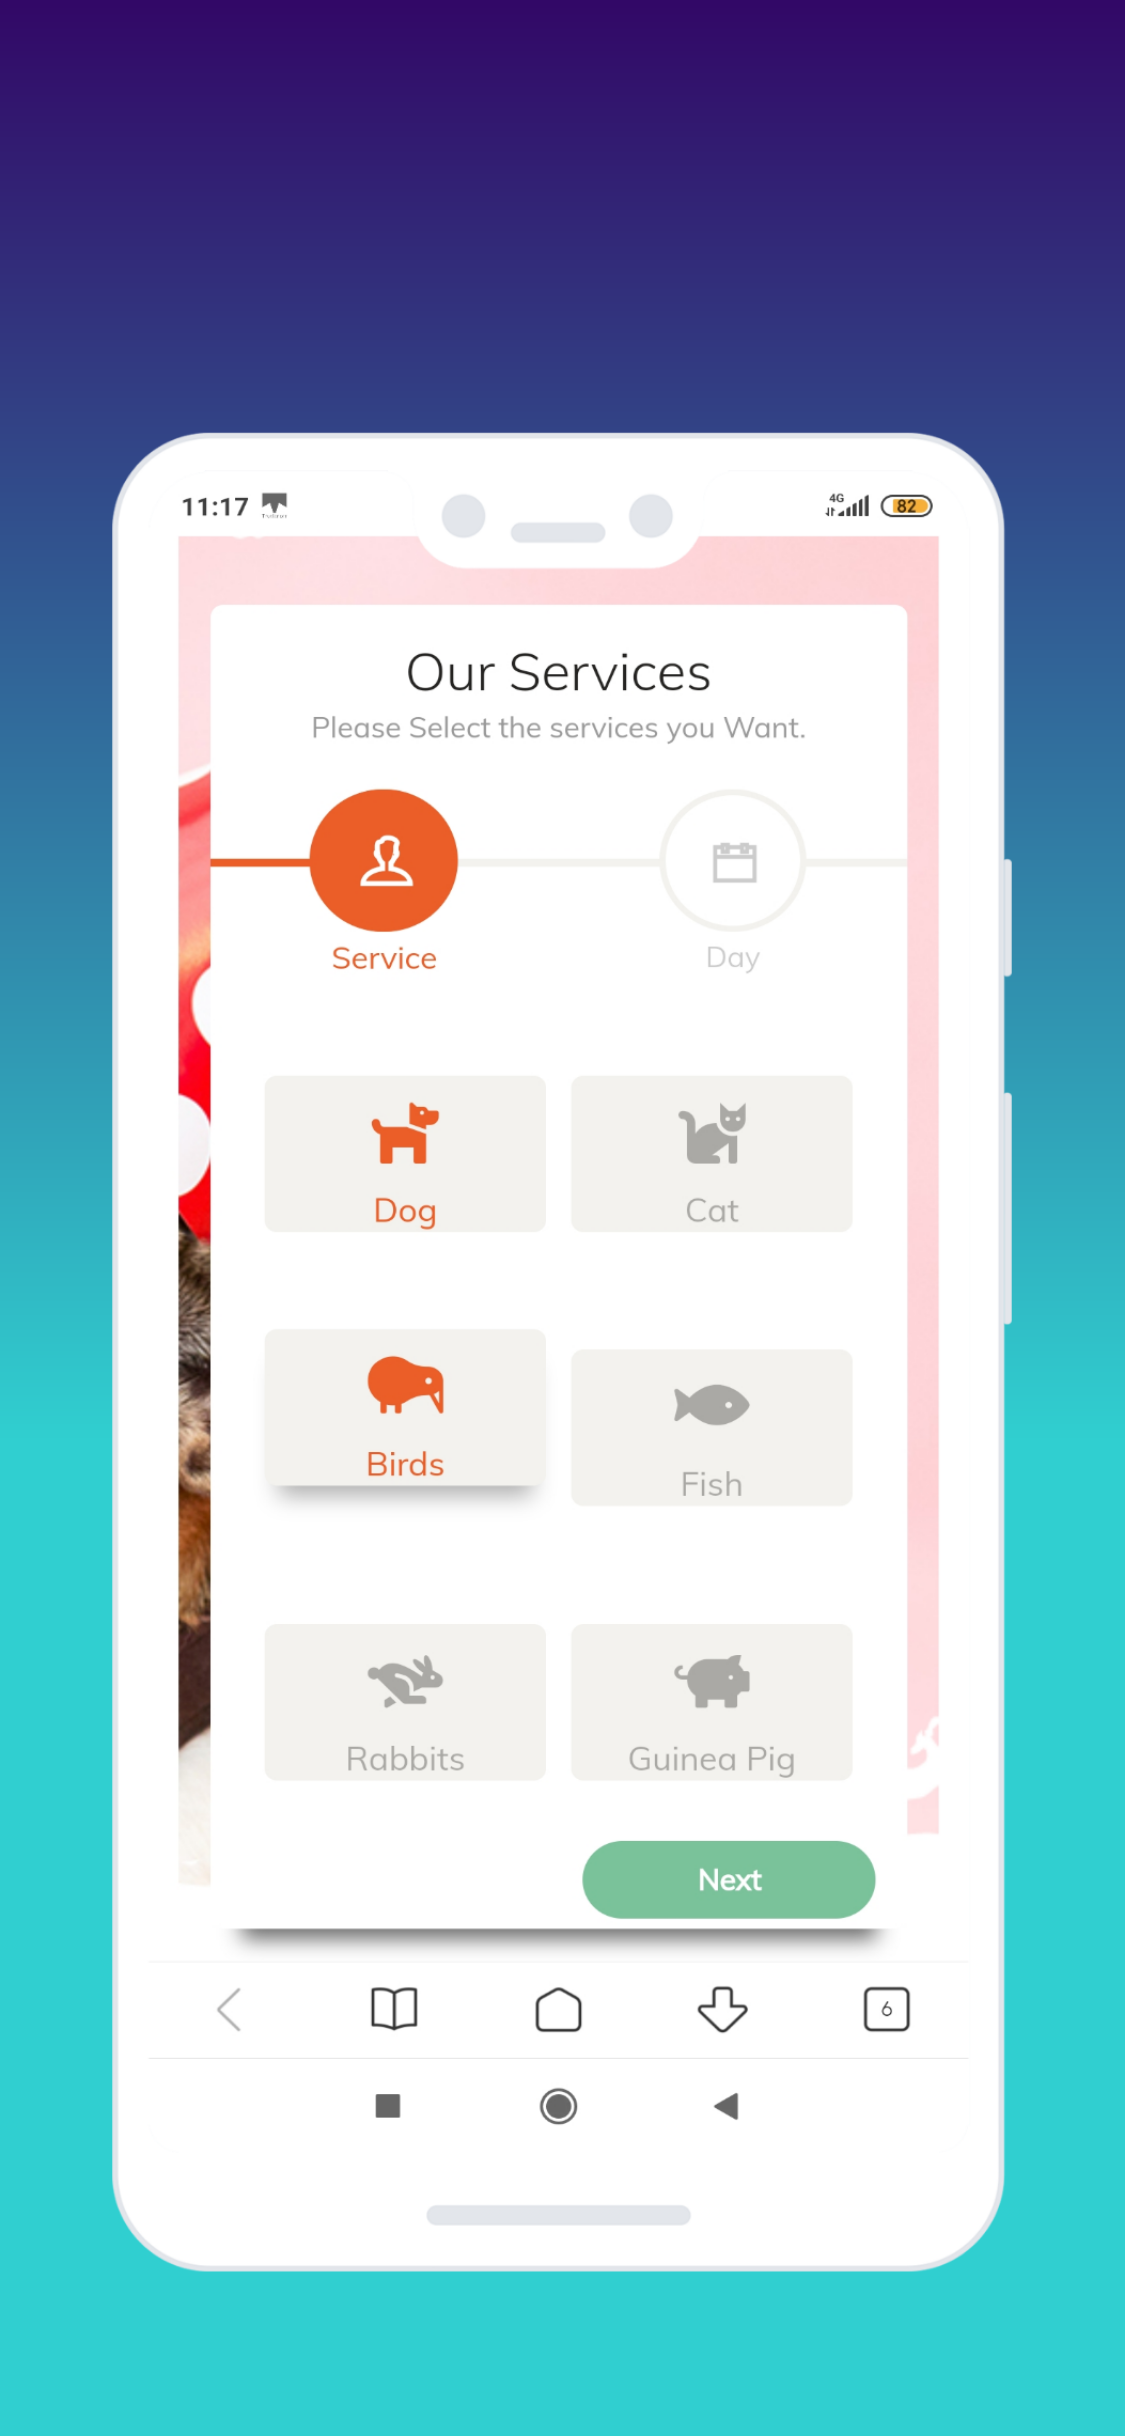 11:17
4G
82
Our Services
Please Select the services you Want.
Service
Day
Dog
Cat
Birds
Fish
Rabbits
Guinea Pig
Next
6